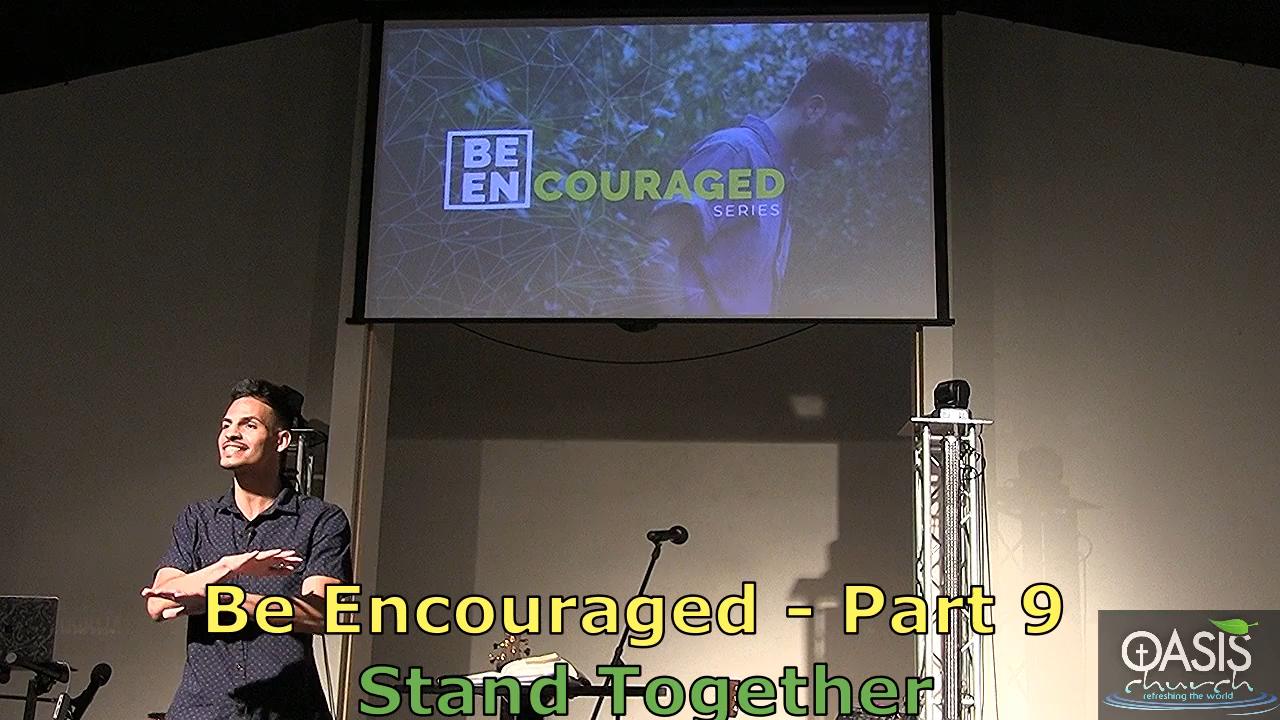 BE
EN COURAGED
SERIES
Be Encouraged - Part 9
Stand Together
OASIS
church
refreshing the world